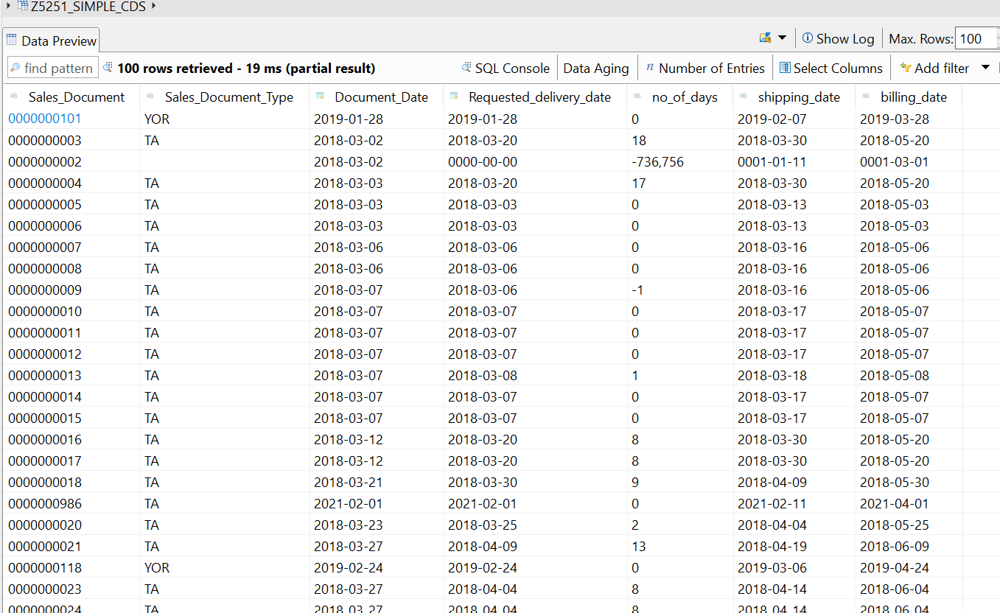 Z5251_SIMPLE_CDS
Data Preview Show Log Max. Rows: 100
find pattern 100 rows retrieved - 19 ms (partial result) SQL Console Data Aging Number of Entries Select Columns Add filter
Sales_Document Sales_Document_Type Document_Date Requested_delivery_date no_of_days shipping_date billing_date
0000000101 YOR 2019-01-28 2019-01-28 0 2019-02-07 2019-03-28
0000000003 TA 2018-03-02 2018-03-20 18 2018-03-30 2018-05-20
0000000002 2018-03-02 0000-00-00 -736,756 0001-01-11 0001-03-01
0000000004 TA 2018-03-03 2018-03-20 17 2018-03-30 2018-05-20
0000000005 TA 2018-03-03 2018-03-03 0 2018-03-13 2018-05-03
0000000006 TA 2018-03-03 2018-03-03 0 2018-03-13 2018-05-03
0000000007 TA 2018-03-06 2018-03-06 0 2018-03-16 2018-05-06
0000000008 TA 2018-03-06 2018-03-06 0 2018-03-16 2018-05-06
0000000009 TA 2018-03-07 2018-03-06 -1 2018-03-16 2018-05-06
0000000010 TA 2018-03-07 2018-03-07 0 2018-03-17 2018-05-07
0000000011 TA 2018-03-07 2018-03-07 0 2018-03-17 2018-05-07
0000000012 TA 2018-03-07 2018-03-07 0 2018-03-17 2018-05-07
0000000013 TA 2018-03-07 2018-03-08 1 2018-03-18 2018-05-08
0000000014 TA 2018-03-07 2018-03-07 0 2018-03-17 2018-05-07
0000000015 TA 2018-03-07 2018-03-07 0 2018-03-17 2018-05-07
0000000016 TA 2018-03-12 2018-03-20 8 2018-03-30 2018-05-20
0000000017 TA 2018-03-12 2018-03-20 8 2018-03-30 2018-05-20
0000000018 TA 2018-03-21 2018-03-30 9 2018-04-09 2018-05-30
0000000986 TA 2021-02-01 2021-02-01 0 2021-02-11 2021-04-01
0000000020 TA 2018-03-23 2018-03-25 2 2018-04-04 2018-05-25
0000000021 TA 2018-03-27 2018-04-09 13 2018-04-19 2018-06-09
0000000118 YOR 2019-02-24 2019-02-24 0 2019-03-06 2019-04-24
0000000023 TA 2018-03-27 2018-04-04 8 2018-04-14 2018-06-04
0000000024 TA 2018-03-27 2018-04-04 8 2018-04-14 2018-06-04